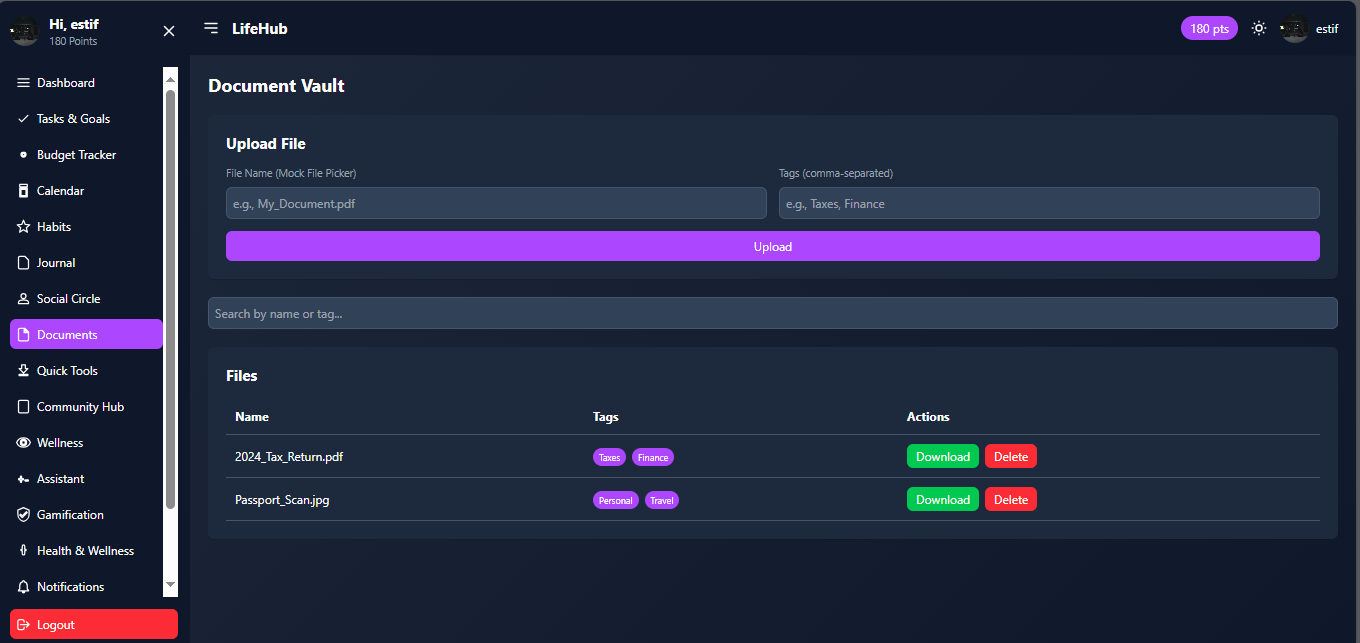 Hi, estif
180 Points
LifeHub
180 pts
estif
Dashboard
Tasks & Goals
Budget Tracker
Calendar
Habits
Journal
Social Circle
Documents
Quick Tools
Community Hub
Wellness
Assistant
Gamification
Health & Wellness
Notifications
Logout
Document Vault
Upload File
File Name (Mock File Picker)
Tags (comma-separated)
e.g., My_Document.pdf
e.g., Taxes, Finance
Upload
Search by name or tag...
Files
Name Tags Actions
2024_Tax_Return.pdf Taxes Finance Download Delete
Passport_Scan.jpg Personal Travel Download Delete